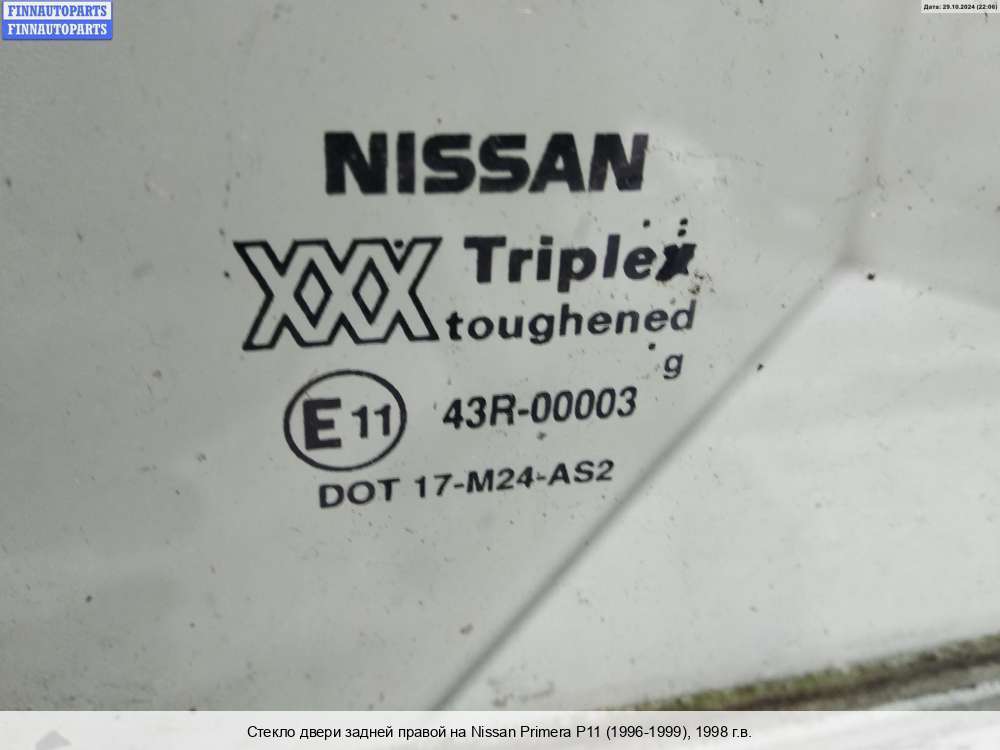 FINNAUTOPARTS
FINNAUTOPARTS
Дата: 29.10.2024 (22:06)
NISSAN
XXX Triplex
toughened
g
E 11 43R-00003
DOT 17-M24-AS2
Стекло двери задней правой на Nissan Primera P11 (1996-1999), 1998 г.в.